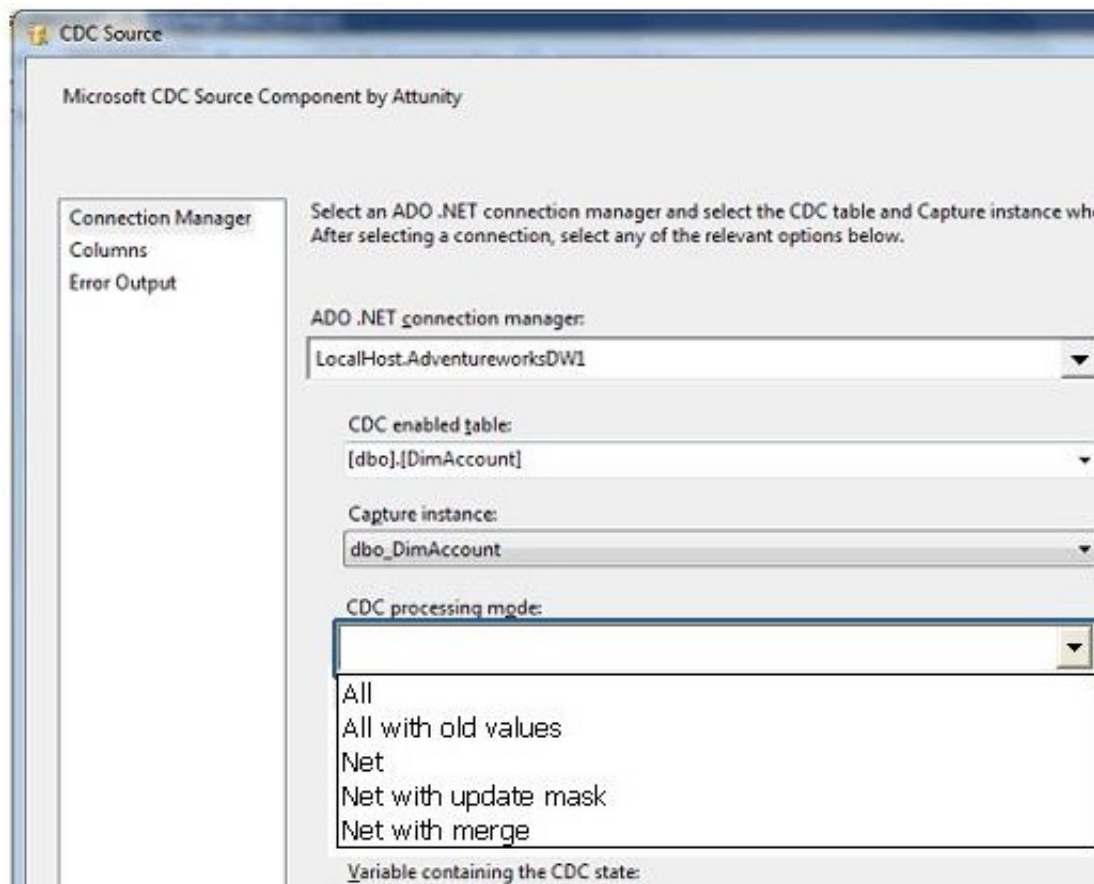 CDC Source
Microsoft CDC Source Component by Attunity
Connection Manager
Columns
Error Output
Select an ADO .NET connection manager and select the CDC table and Capture instance
After selecting a connection, select any of the relevant options below.
ADO .NET connection manager:
LocalHost.AdventureworksDW1
CDC enabled table:
[dbo].[DimAccount]
Capture instance:
dbo_DimAccount
CDC processing mode:
All
All with old values
Net
Net with update mask
Net with merge
Variable containing the CDC state: